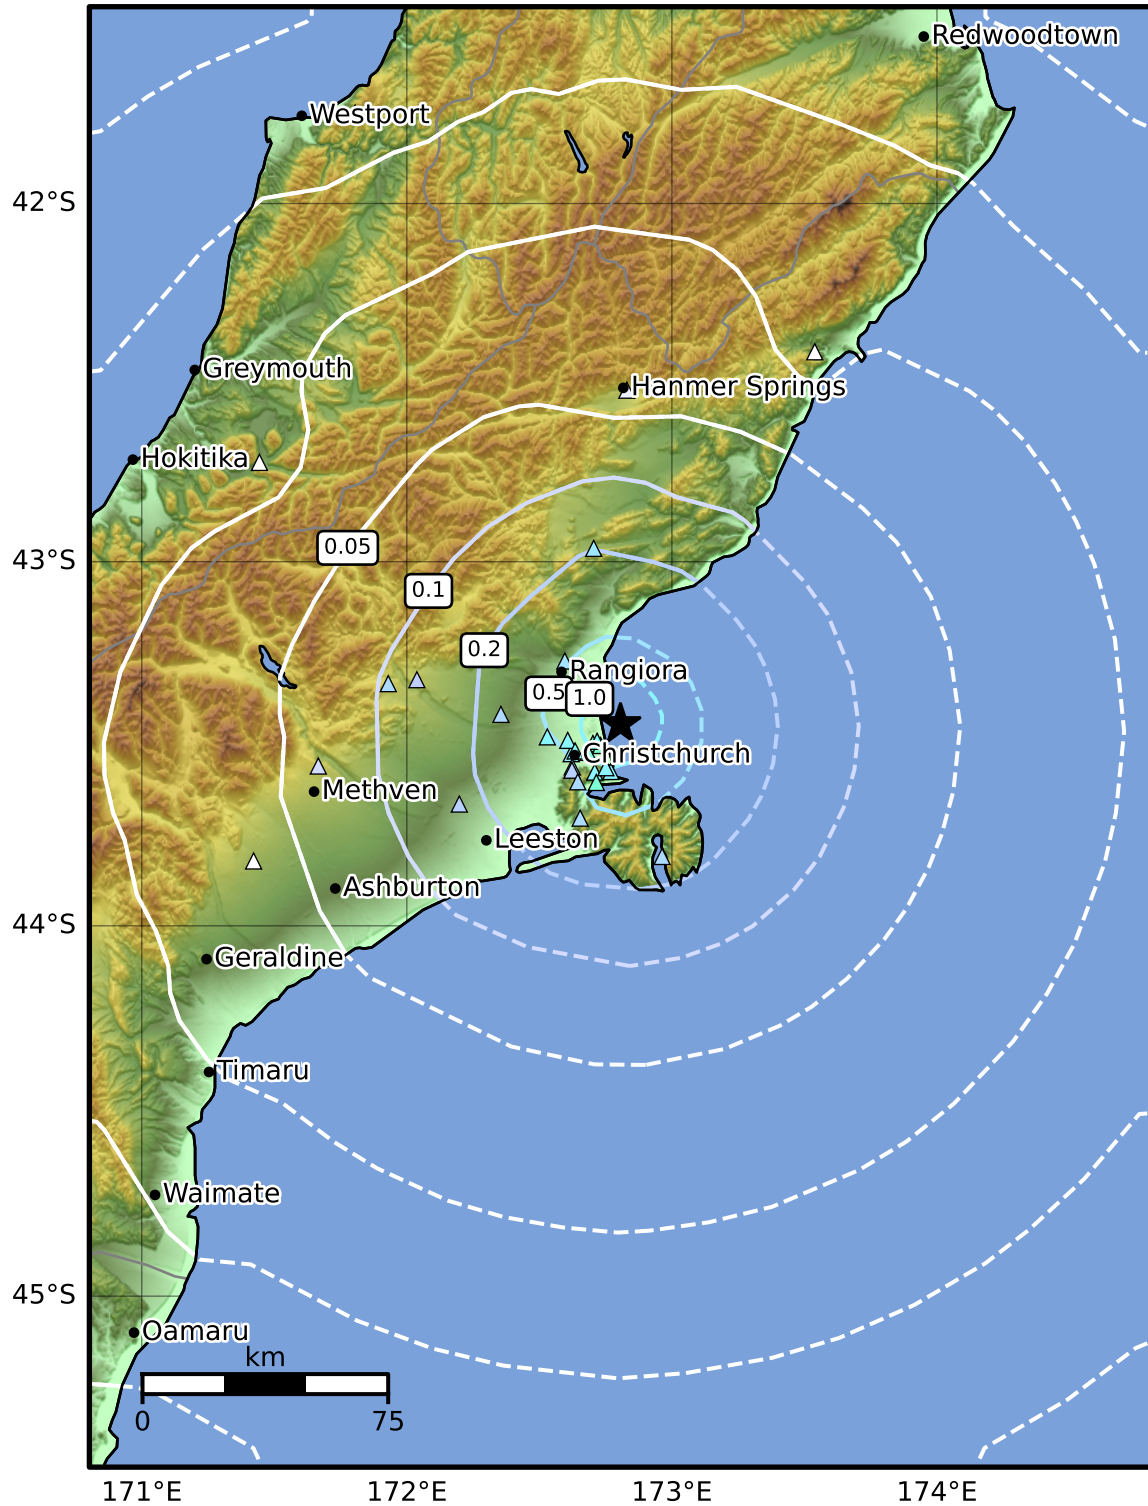 Redwoodtown
Westport
42°S
Greymouth
Hanmer Springs
Hokitika
0.05
43°S
0.1
0.2
Rangiora
0.5
1.0
Christchurch
Methven
Leeston
Ashburton
44°S
Geraldine
Timaru
Waimate
45°S
Oamaru
km
0 75
171°E 172°E 173°E 174°E